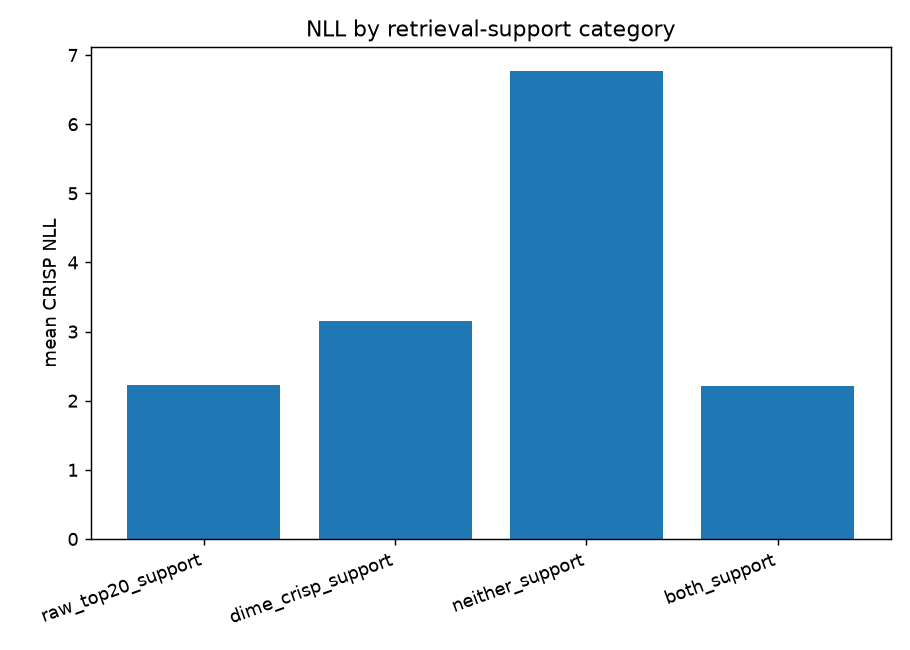 NLL by retrieval-support category
mean CRISP NLL
7
6
5
4
3
2
1
0
raw_top20_support
dime_crisp_support
neither_support
both_support